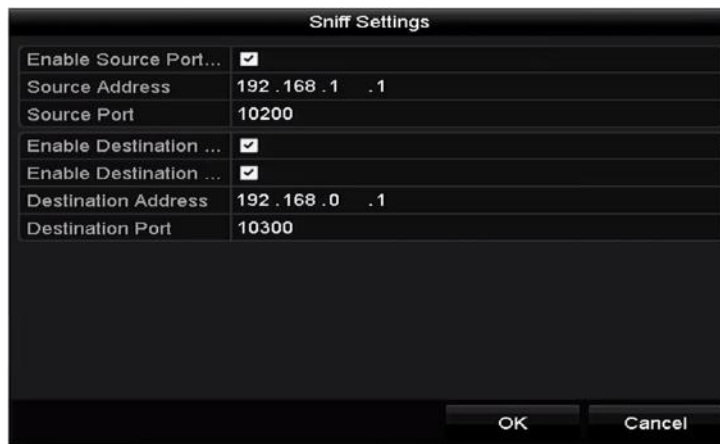 Sniff Settings
Enable Source Port...
Source Address 192 .168 .1 .1
Source Port 10200
Enable Destination ...
Enable Destination ...
Destination Address 192 .168 .0 .1
Destination Port 10300
OK Cancel